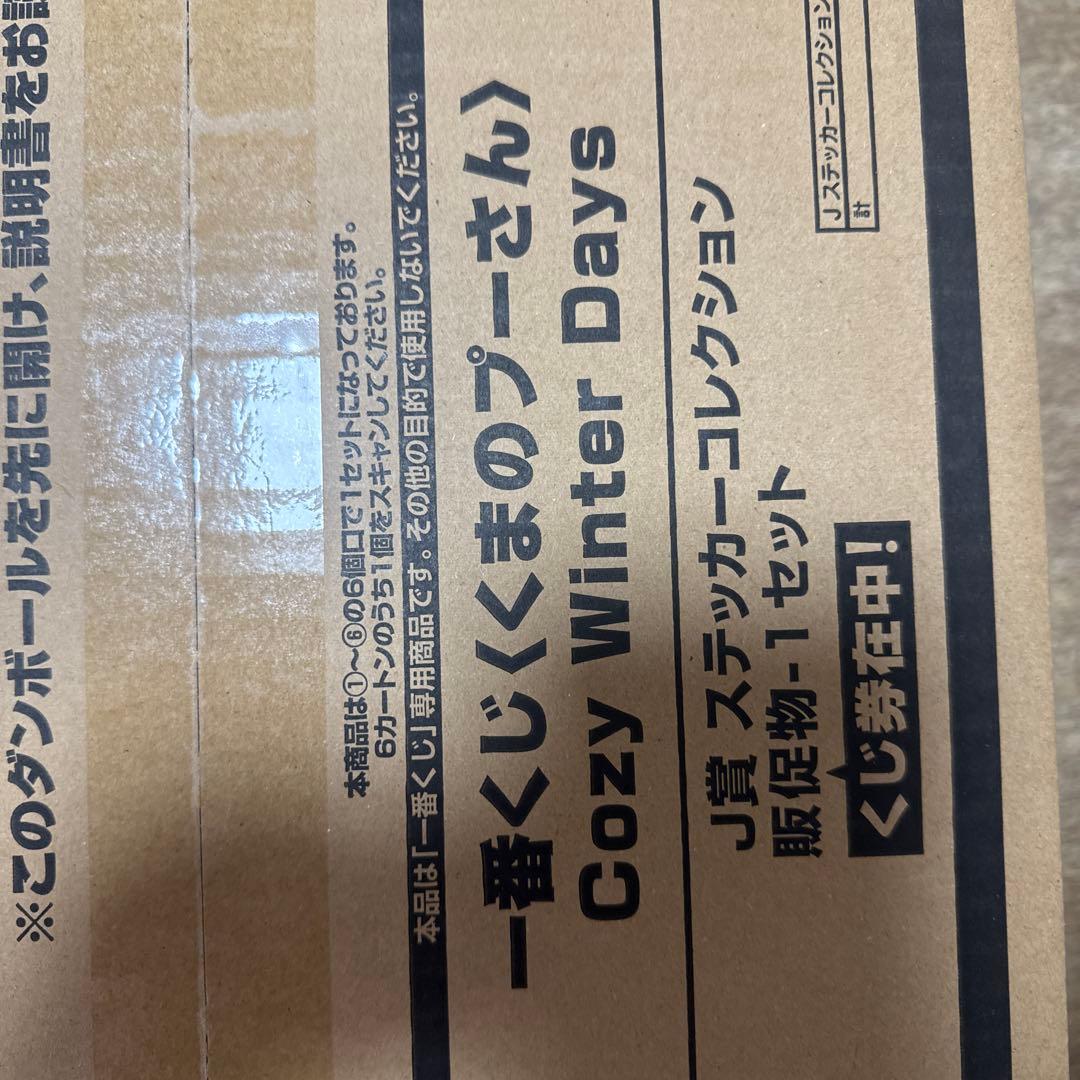 ※このダンボールを先に開け、説明書をお
本商品は①〜⑥の6個口で1セットになっております。
6カートンのうち1個をスキャンしてください。
本品は「一番くじ」専用商品です。その他の目的で使用しないでください。
一番くじ〈くまのプーさん〉
Cozy Winter Days
J賞 ステッカーコレクション
販促物-1セット
くじ券在中!
J ステッカーコレクション
計